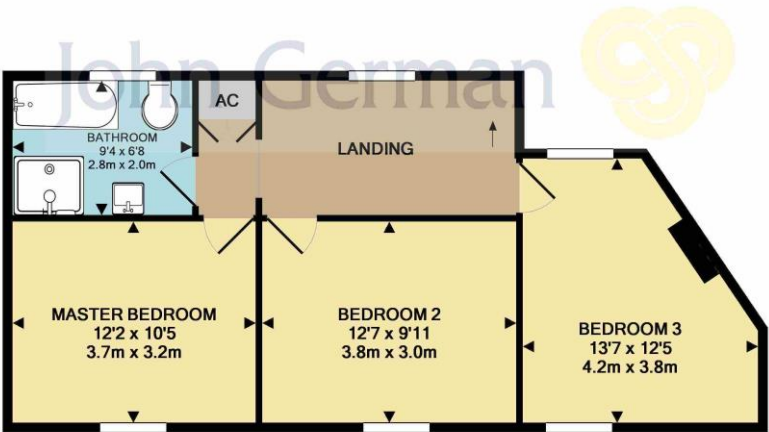 John German
AC
BATHROOM
9'4 x 6'8
2.8m x 2.0m
LANDING
MASTER BEDROOM
12'2 x 10'5
3.7m x 3.2m
BEDROOM 2
12'7 x 9'11
3.8m x 3.0m
BEDROOM 3
13'7 x 12'5
4.2m x 3.8m